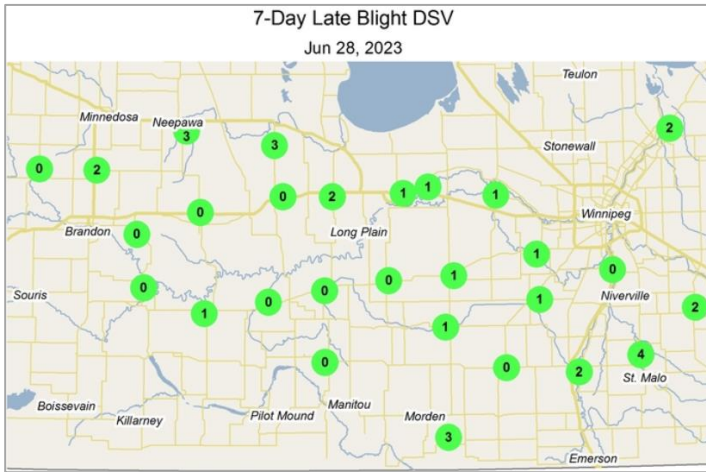 7-Day Late Blight DSV
Jun 28, 2023
Teulon
Minnedosa
Neepawa
2
3
3
Stonewall
0
2
1
1
1
0
2
0
Winnipeg
Long Plain
Brandon
0
1
0
1
0
0
0
Souris
0
1
Niverville
1
2
1
4
0
0
2
St. Malo
Boissevain
Killarney
Pilot Mound
Manitou
Morden
3
Emerson